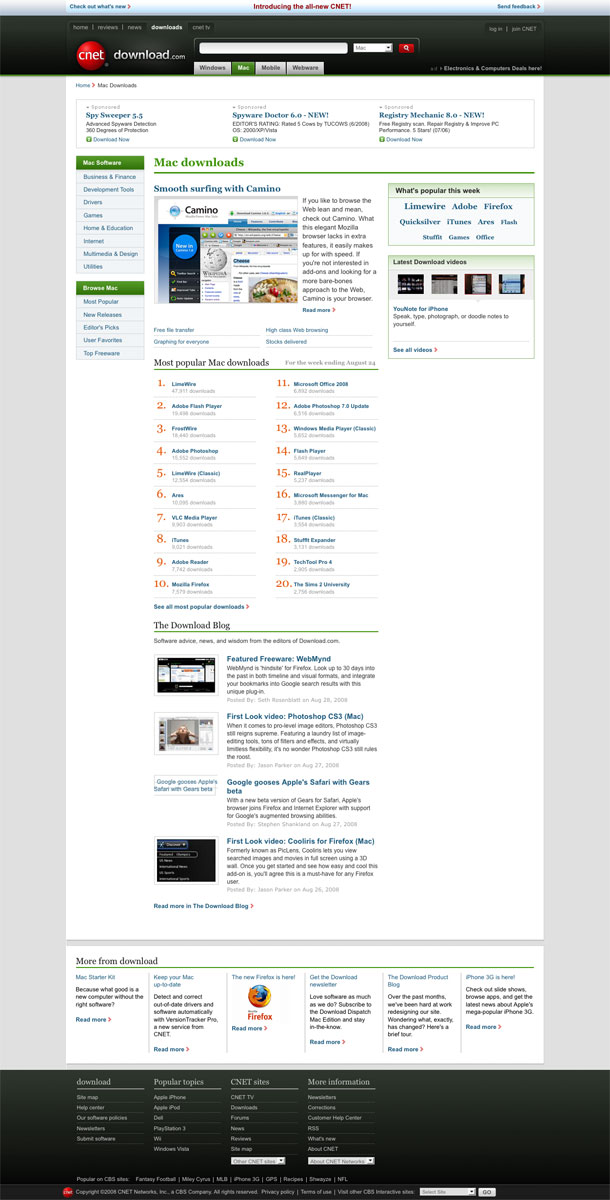 Check out what's new
Introducing the all-new CNET!
Send feedback
home | reviews | news downloads cnet tv
log in | join CNET
cnet download.com
Mac
Windows Mac Mobile Webware
Electronics & Computers Deals here!
Home > Mac Downloads
Sponsored
Spy Sweeper 5.5
Advanced Spyware Detection
360 Degrees of Protection
Download Now
Sponsored
Spyware Doctor 6.0 - NEW!
EDITOR'S RATING: Rated 5 Cows by TUCOWS (6/2008)
OS: 2000/XP/Vista
Download Now
Sponsored
Registry Mechanic 8.0 - NEW!
Free Registry scan. Repair Registry & Improve PC
Performance. 5 Stars! (07/06)
Download Now
Mac Software
Business & Finance
Development Tools
Drivers
Games
Home & Education
Internet
Multimedia & Design
Utilities
Browse Mac
Most Popular
New Releases
Editor's Picks
User Favorites
Top Freeware
Mac downloads
Smooth surfing with Camino
Camino
New in
WIKIPEDIA
If you like to browse the
Web lean and mean,
check out Camino. What
this elegant Mozilla
browser lacks in extra
features, it easily makes
up for with speed. If
you're not interested in
add-ons and looking for a
more bare-bones
approach to the Web,
Camino is your browser.
Read more
Free file transfer
High class Web browsing
Graphing for everyone
Slocks delivered
What's popular this week
Limewire Adobe Firefox
Quicksilver iTunes Ares Flash
Stuffit Games Office
Latest Download videos
YouNote for iPhone
Speak, type, photograph, or doodle notes to
yourself.
See all videos
Most popular Mac downloads
For the week ending August 24
1. LimeWire
47,911 downloads
2. Adobe Flash Player
19,498 downloads
3. FrostWire
18,440 downloads
4. Adobe Photoshop
15,552 downloads
5. LimeWire (Classic)
12,554 downloads
6. Ares
10,095 downloads
7. VLC Media Player
9,903 downloads
8. iTunes
9,021 downloads
9. Adobe Reader
7,742 downloads
10. Mozilla Firefox
7,579 downloads
11. Microsoft Office 2008
6,892 downloads
12. Adobe Photoshop 7.0 Update
6,516 downloads
13. Windows Media Player (Classic)
5,652 downloads
14. Flash Player
5,649 downloads
15. RealPlayer
5,237 downloads
16. Microsoft Messenger for Mac
3,880 downloads
17. iTunes (Classic)
3,554 downloads
18. StuffIt Expander
3,131 downloads
19. TechTool Pro 4
2,905 downloads
20. The Sims 2 University
2,756 downloads
See all most popular downloads
The Download Blog
Software advice, news, and wisdom from the editors of Download.com.
Featured Freeware: WebMynd
WebMynd is 'hindsite' for Firefox. Look up to 30 days into
the past in both timeline and visual formats, and integrate
your bookmarks into Google search results with this
unique plug-in.
Posted By: Seth Rosenblatt on Aug 28, 2008
First Look video: Photoshop CS3 (Mac)
When it comes to pro-level image editors, Photoshop CS3
still reigns supreme. Featuring a laundry list of image-
editing tools, tons of filters and effects, and virtually
limitless flexibility, it's no wonder Photoshop CS3 still rules
the roost.
Posted By: Jason Parker on Aug 27, 2008
Google gooses Apple's
Safari with Gears beta
Google gooses Apple's Safari with Gears
beta
With a new beta version of Gears for Safari, Apple's
browser joins Firefox and Internet Explorer with support
for Google's augmented browsing abilities.
Posted By: Stephen Shankland on Aug 27, 2008
First Look video: Cooliris for Firefox (Mac)
Formerly known as PicLens, Cooliris lets you view
searched images and movies in full screen using a 3D
wall. Once you get started and see how easy and cool this
add-on is, you'll agree this is a must-have for any Firefox
user.
Posted By: Jason Parker on Aug 26, 2008
Read more in The Download Blog
More from download
Mac Starter Kit
Because what good is a
new computer without the
right software?
Read more
Keep your Mac
up-to-date
Detect and correct
out-of-date drivers and
software automatically
with VersionTracker Pro,
a new service from
CNET.
Read more
The new Firefox is here!
Mozilla
Firefox
Read more
Get the Download
newsletter
Love software as much
as we do? Subscribe to
the Download Dispatch
Mac Edition and stay
in-the-know.
Read more
The Download Product
Blog
Over the past months,
we've been hard at work
redesigning our site.
Wondering what, exactly,
has changed? Here's a
brief tour.
Read more
iPhone 3G is here!
Check out slide shows,
browse apps, and get the
latest news about Apple's
mega-popular iPhone 3G.
Read more
download
Site map
Help center
Our software policies
Newsletters
Submit software
Popular topics
Apple iPhone
Apple iPod
Dell
PlayStation 3
Wii
Windows Vista
CNET sites
CNET TV
Downloads
Forums
News
Reviews
Site map
Other CNET sites
More information
Newsletters
Corrections
Customer Help Center
RSS
What's new
About CNET
About CNET Networks
Popular on CBS sites: Fantasy Football | Miley Cyrus | MLB | iPhone 3G | GPS | Recipes | Shwayze | NFL
cnet Copyright ©2008 CNET Networks, Inc., a CBS Company. All rights reserved. Privacy policy | Terms of use | Visit other CBS Interactive sites: Select Site GO